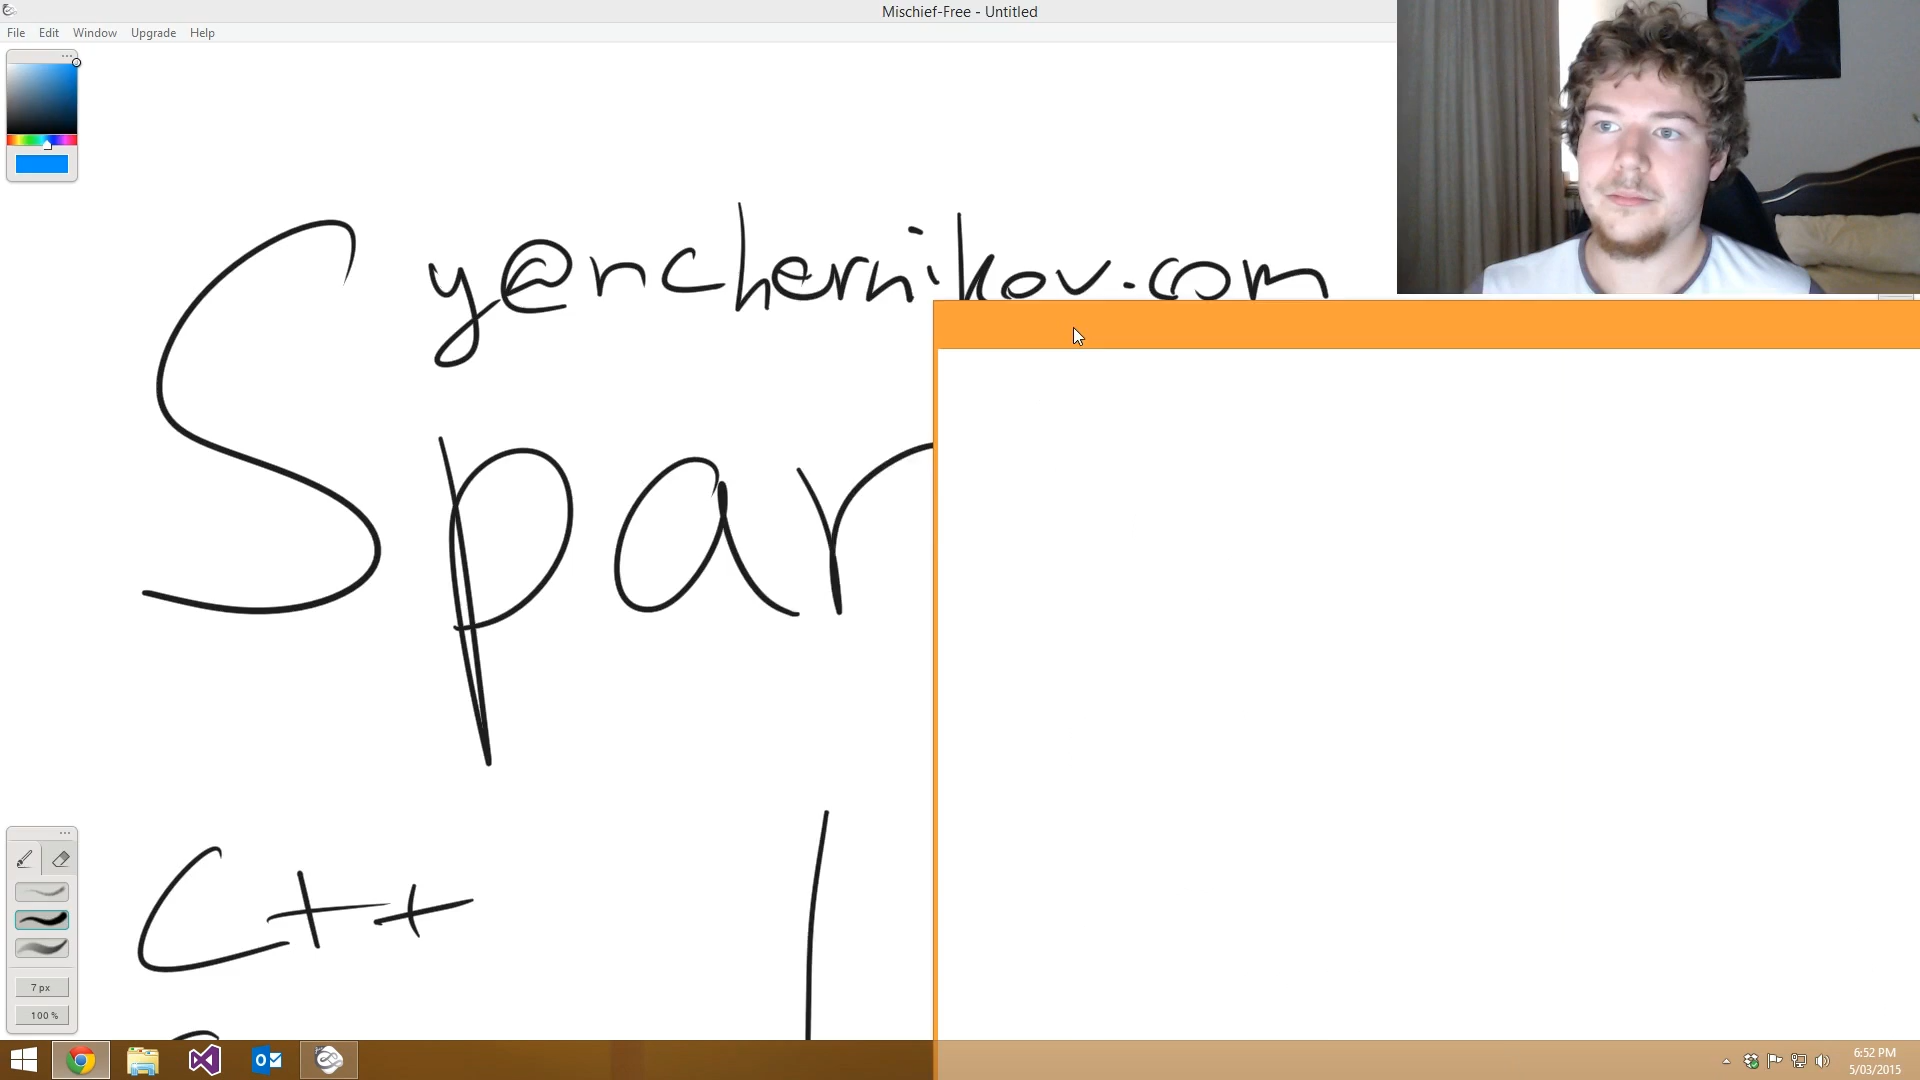 Mischief-Free - Untitled
File Edit Window Upgrade Help
y@nchernikov.com
Spar
C++
7 px
100 %
6:52 PM
5/03/2015